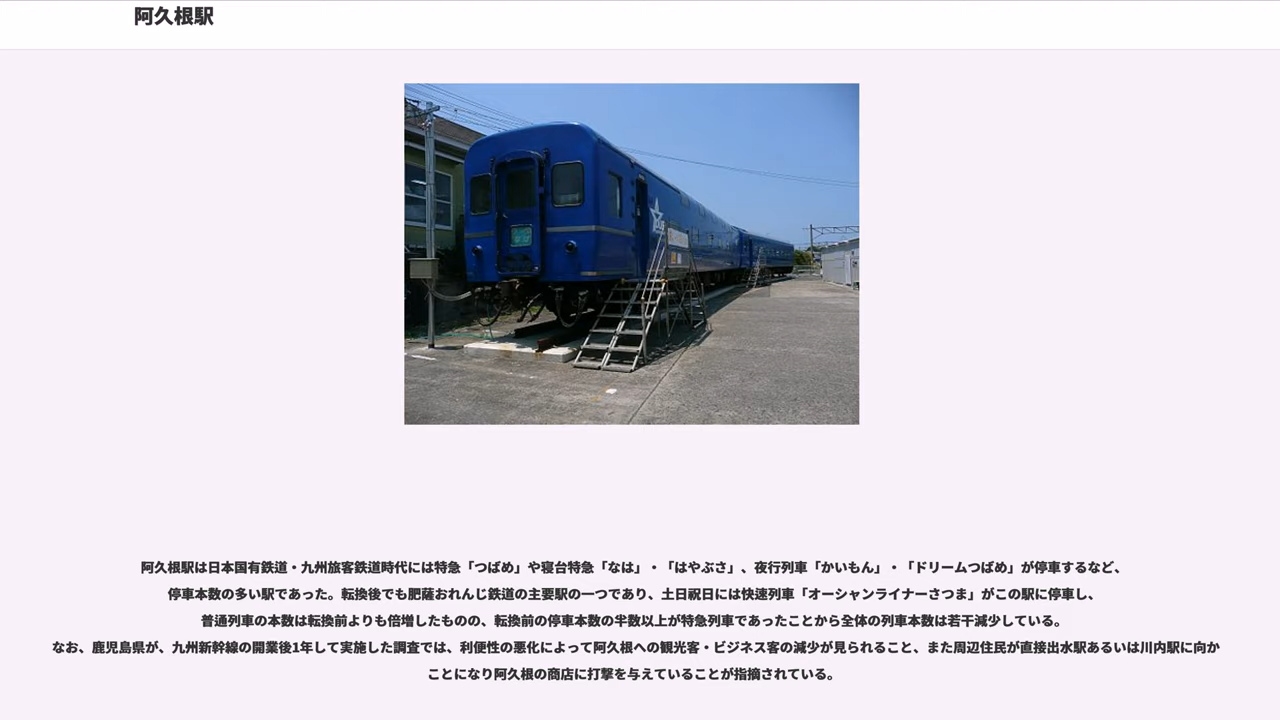 阿久根駅
阿久根駅は日本国有鉄道・九州旅客鉄道時代には特急「つばめ」や寝台特急「なは」・「はやぶさ」、夜行列車「かいもん」・「ドリームつばめ」が停車するなど、
停車本数の多い駅であった。転換後でも肥薩おれんじ鉄道の主要駅の一つであり、土日祝日には快速列車「オーシャンライナーさつま」がこの駅に停車し、
普通列車の本数は転換前よりも倍増したものの、転換前の停車本数の半数以上が特急列車であったことから全体の列車本数は若干減少している。
なお、鹿児島県が、九州新幹線の開業後1年して実施した調査では、利便性の悪化によって阿久根への観光客・ビジネス客の減少が見られること、また周辺住民が直接出水駅あるいは川内駅に向か
ことになり阿久根の商店に打撃を与えていることが指摘されている。